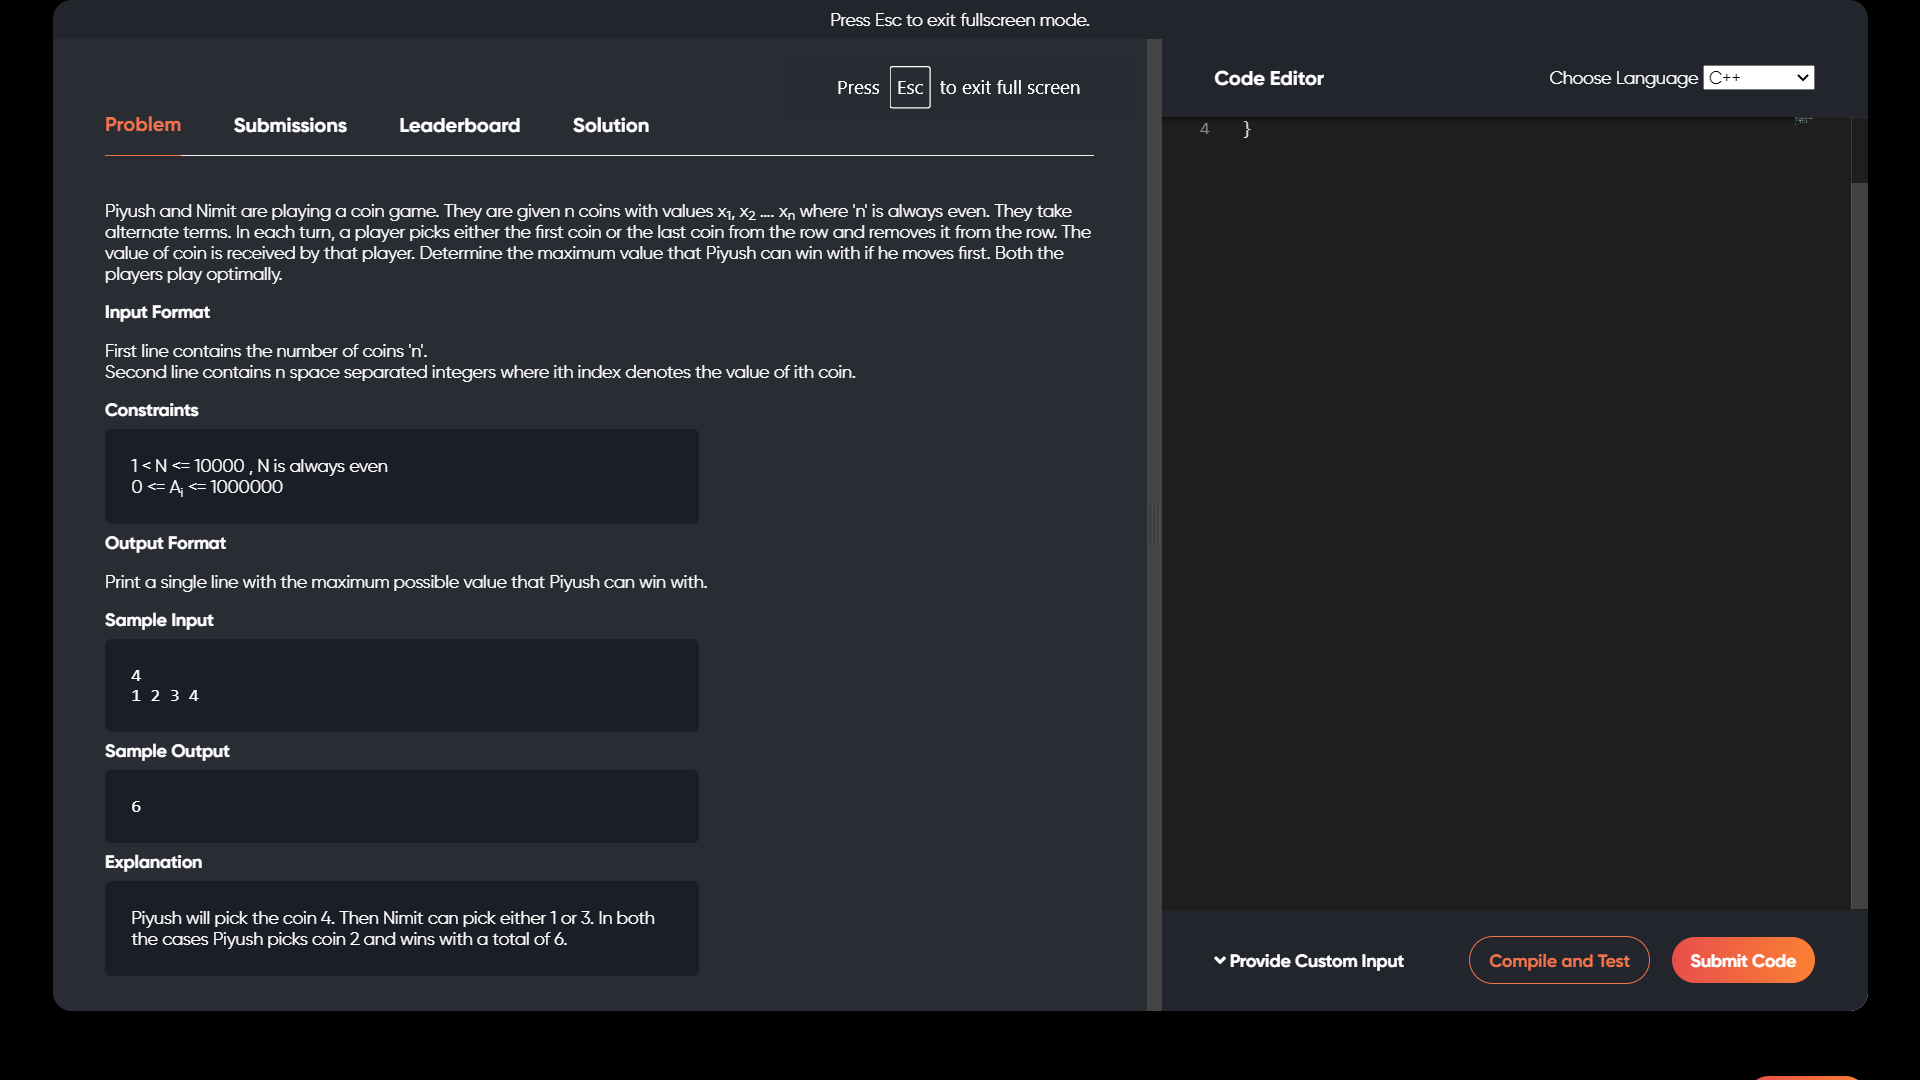 Press Esc to exit fullscreen mode.
Press Esc to exit full screen
Problem Submissions Leaderboard Solution
Piyush and Nimit are playing a coin game. They are given n coins with values x1, x2 .... xn where 'n' is always even. They take
alternate terms. In each turn, a player picks either the first coin or the last coin from the row and removes it from the row. The
value of coin is received by that player. Determine the maximum value that Piyush can win with if he moves first. Both the
players play optimally.
Input Format
First line contains the number of coins 'n'.
Second line contains n space separated integers where ith index denotes the value of ith coin.
Constraints
1 < N <= 10000 , N is always even
0 <= Ai <= 1000000
Output Format
Print a single line with the maximum possible value that Piyush can win with.
Sample Input
4
1 2 3 4
Sample Output
6
Explanation
Piyush will pick the coin 4. Then Nimit can pick either 1 or 3. In both
the cases Piyush picks coin 2 and wins with a total of 6.
Code Editor
Choose Language C++
4 }
Provide Custom Input
Compile and Test
Submit Code